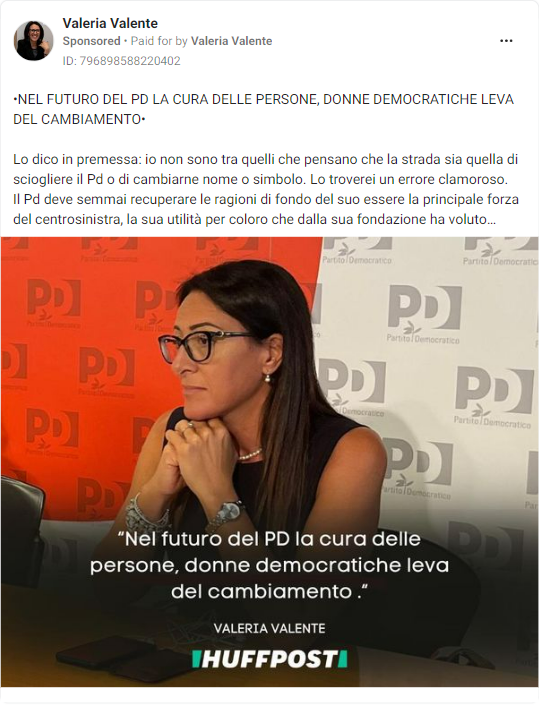 Valeria Valente
Sponsored • Paid for by Valeria Valente
ID: 796898588220402
•NEL FUTURO DEL PD LA CURA DELLE PERSONE, DONNE DEMOCRATICHE LEVA
DEL CAMBIAMENTO•
Lo dico in premessa: io non sono tra quelli che pensano che la strada sia quella di
sciogliere il Pd o di cambiarne nome o simbolo. Lo troverei un errore clamoroso.
Il Pd deve semmai recuperare le ragioni di fondo del suo essere la principale forza
del centrosinistra, la sua utilità per coloro che dalla sua fondazione ha voluto...
PD
Partito Democratico
“Nel futuro del PD la cura delle
persone, donne democratiche leva
del cambiamento .”
VALERIA VALENTE
HUFFPOST